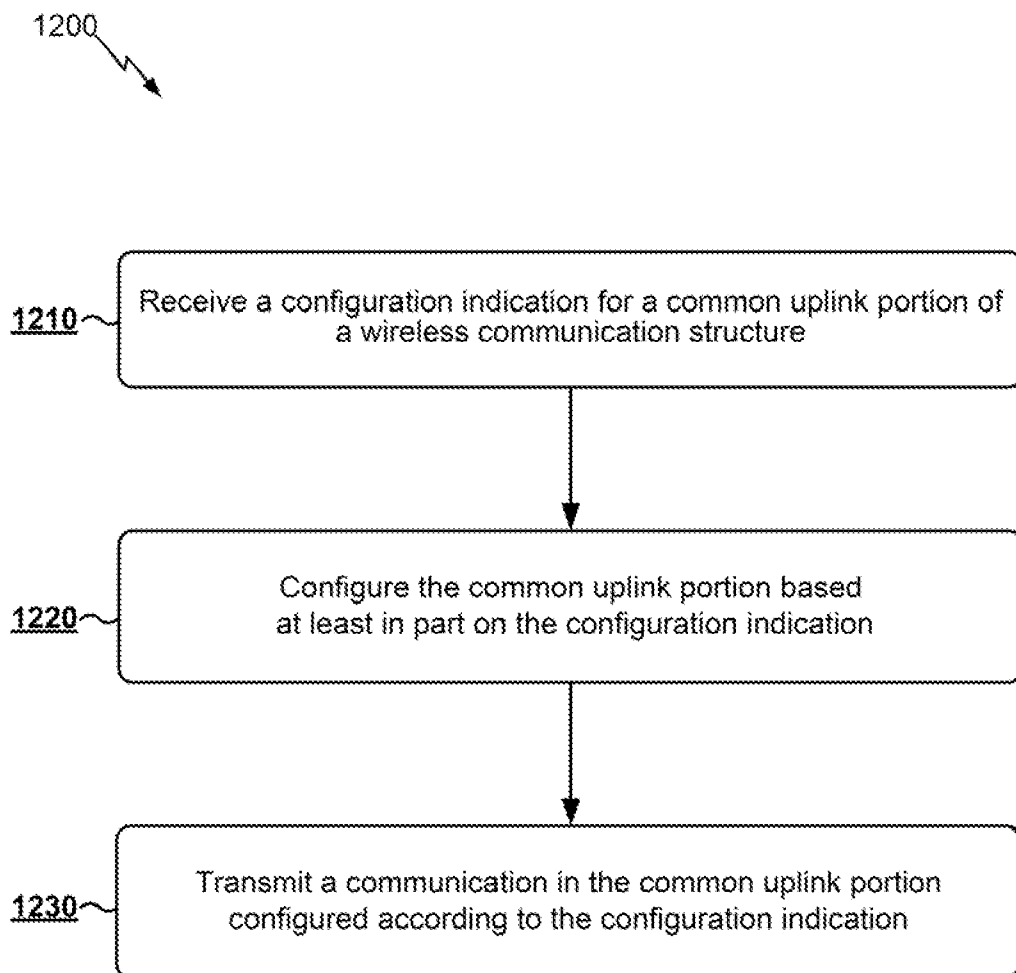 1200
1210
Receive a configuration indication for a common uplink portion of
a wireless communication structure
1220
Configure the common uplink portion based
at least in part on the configuration indication
1230
Transmit a communication in the common uplink portion
configured according to the configuration indication